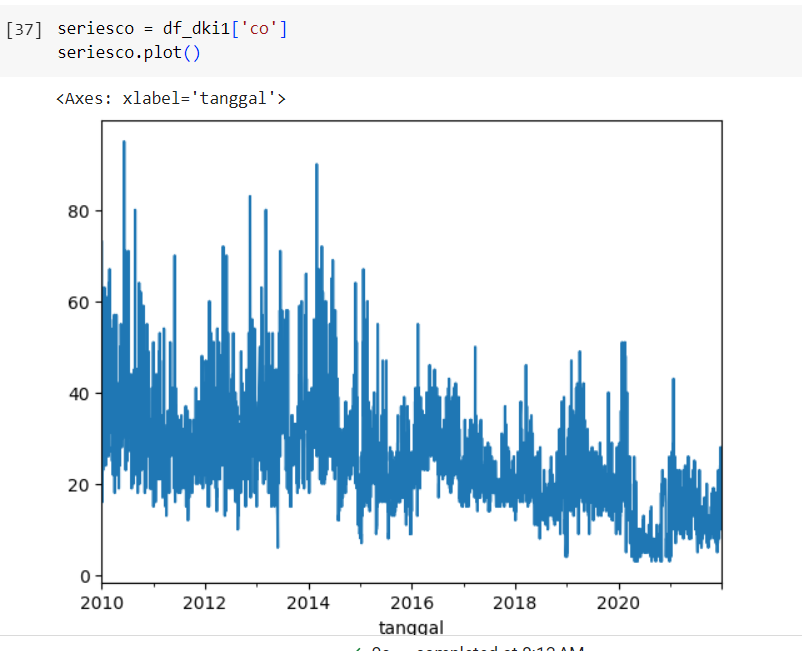 [37] seriesco = df_dki1['co']
seriesco.plot()
<Axes: xlabel='tanggal'>
80
60
40
20
0
2010 2012 2014 2016 2018 2020
tanggal